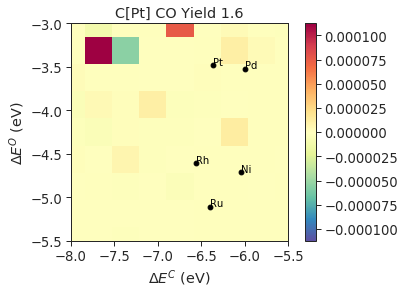 C[Pt] CO Yield 1.6
−3.0
−3.5
−4.0
−4.5
−5.0
−5.5
ΔE^O (eV)
Pt
Pd
Rh
Ni
Ru
−8.0 −7.5 −7.0 −6.5 −6.0 −5.5
ΔE^C (eV)
0.000100
0.000075
0.000050
0.000025
0.000000
−0.000025
−0.000050
−0.000075
−0.000100